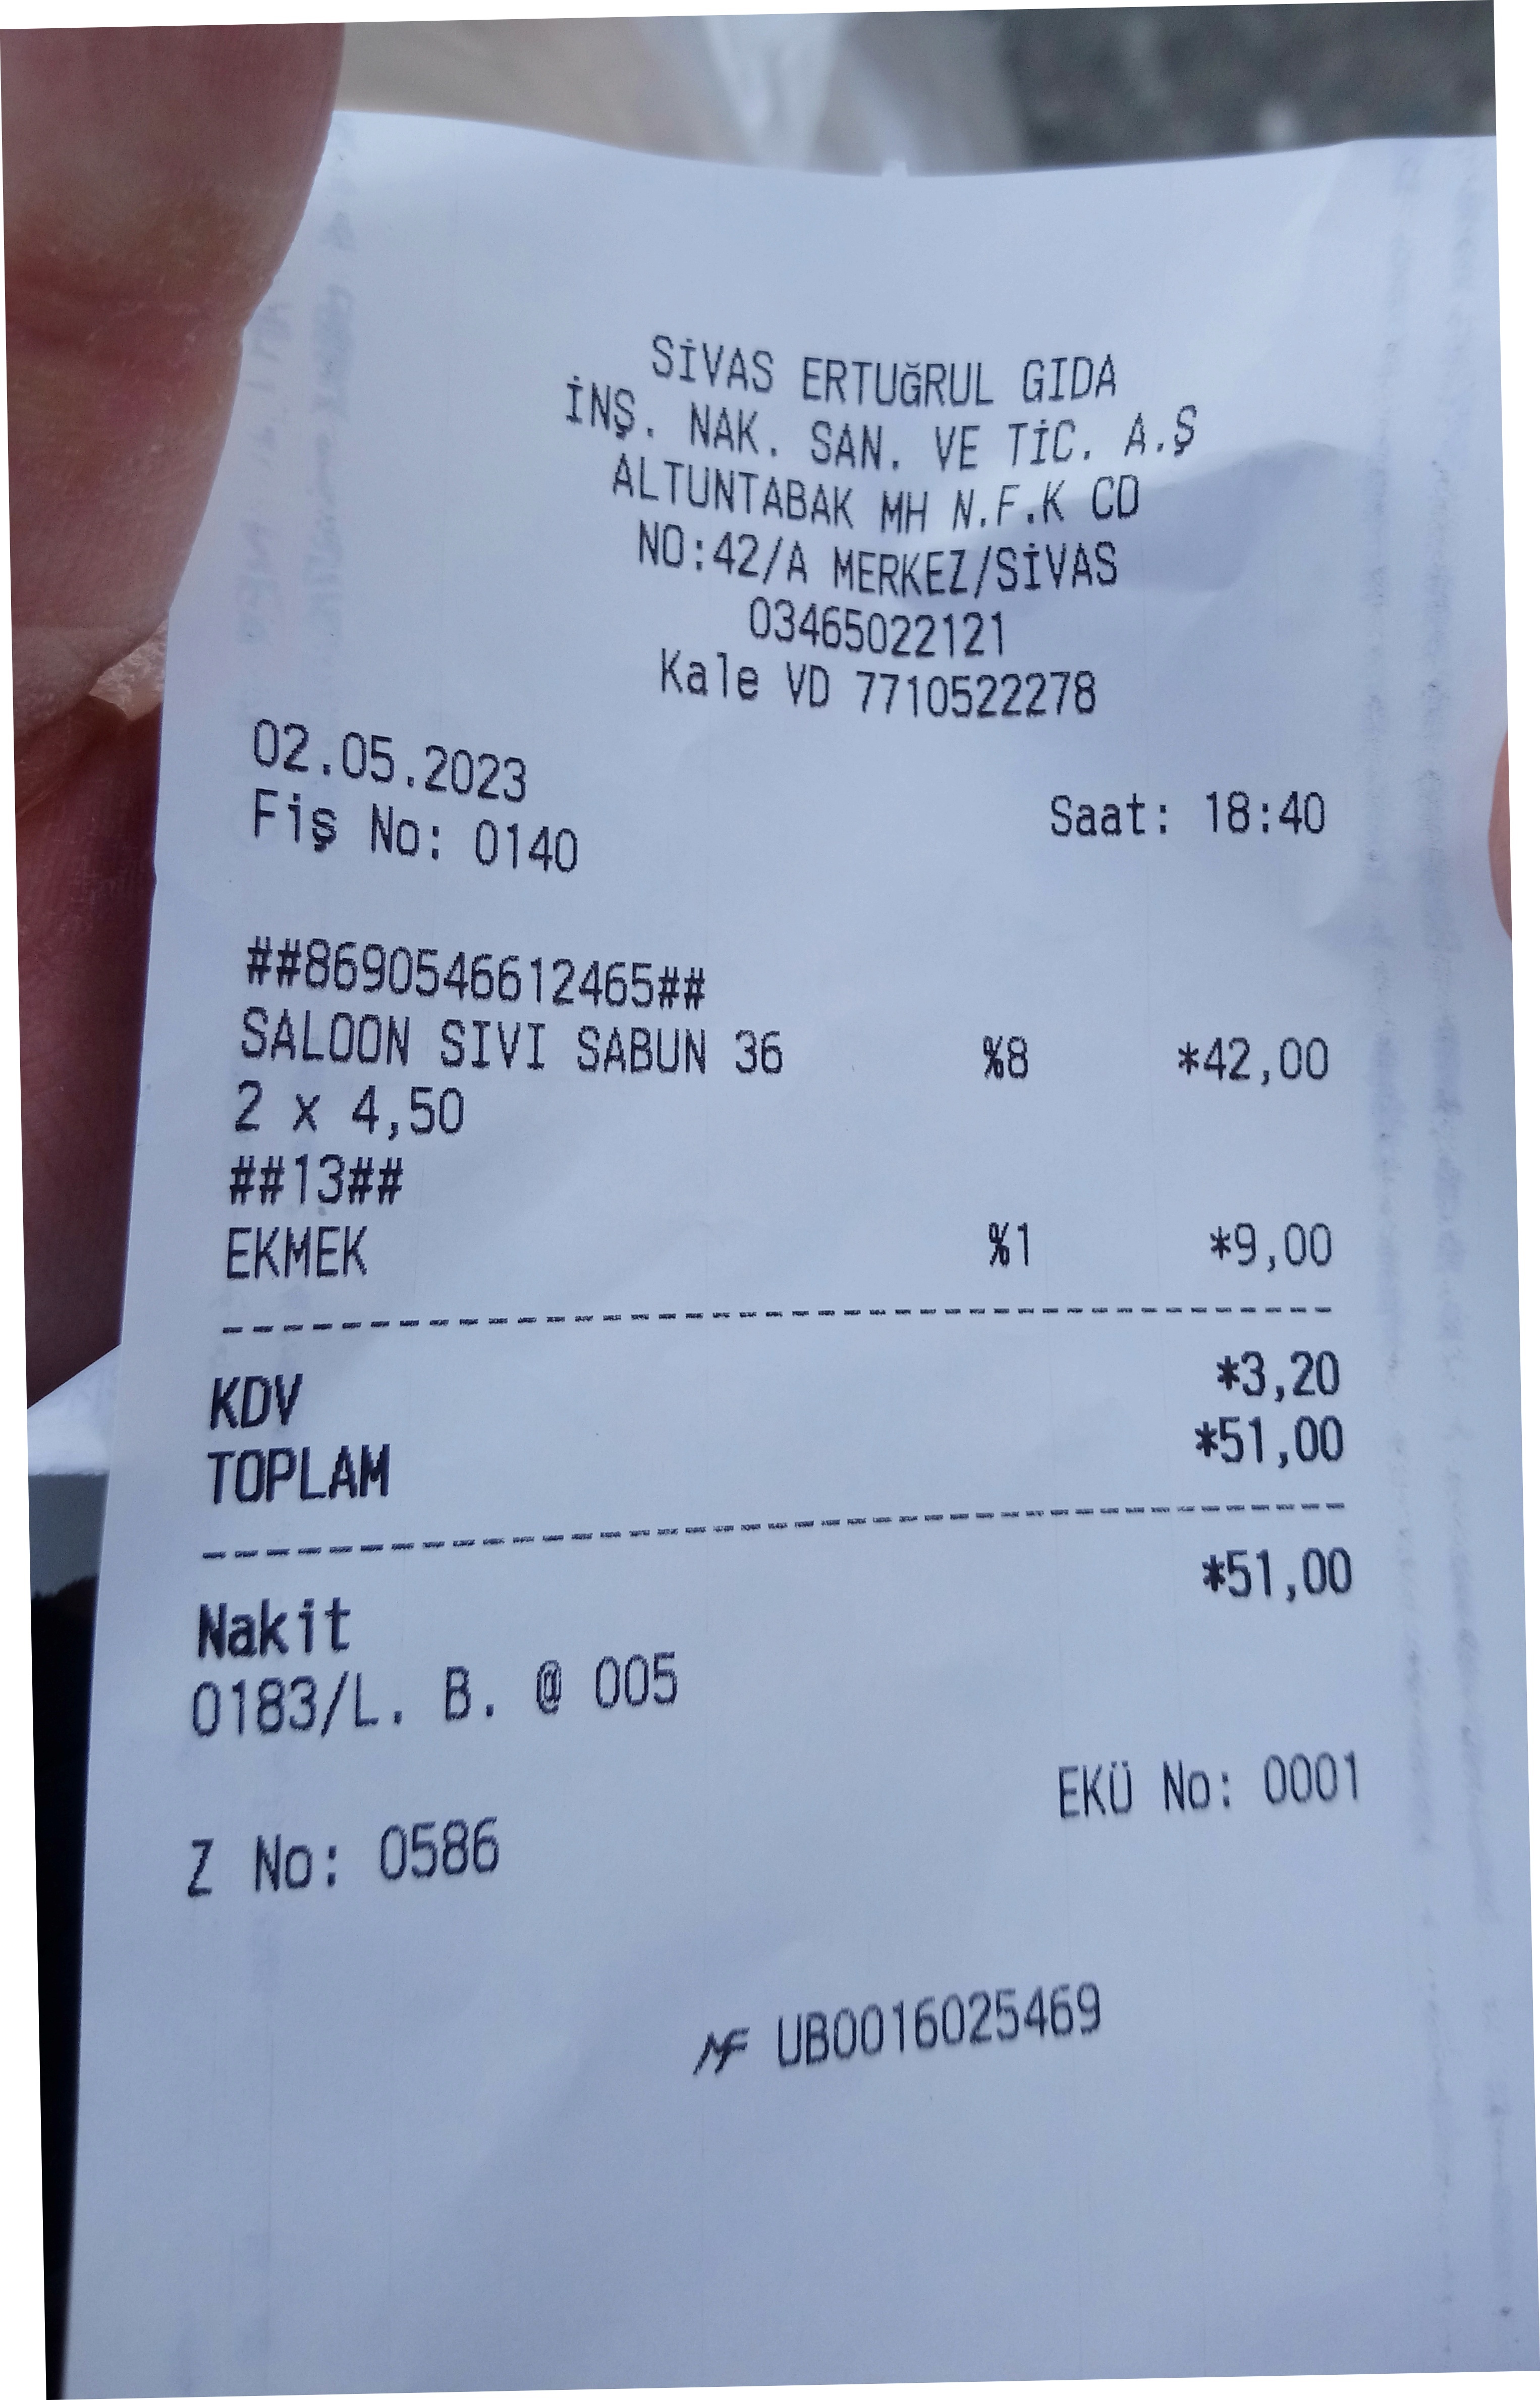 SİVAS ERTUĞRUL GIDA
İNŞ. NAK. SAN. VE TİC. A.Ş
ALTUNTABAK MH N.F.K CD
NO:42/A MERKEZ/SİVAS
03465022121
Kale VD 7710522278
02.05.2023
Fiş No: 0140 Saat: 18:40
##8690546612465##
SALOON SIVI SABUN 36 %8 *42,00
2 x 4,50
##13##
EKMEK %1 *9,00
KDV *3,20
TOPLAM *51,00
Nakit *51,00
0183/L. B. @ 005
Z No: 0586 EKÜ No: 0001
MF UB0016025469